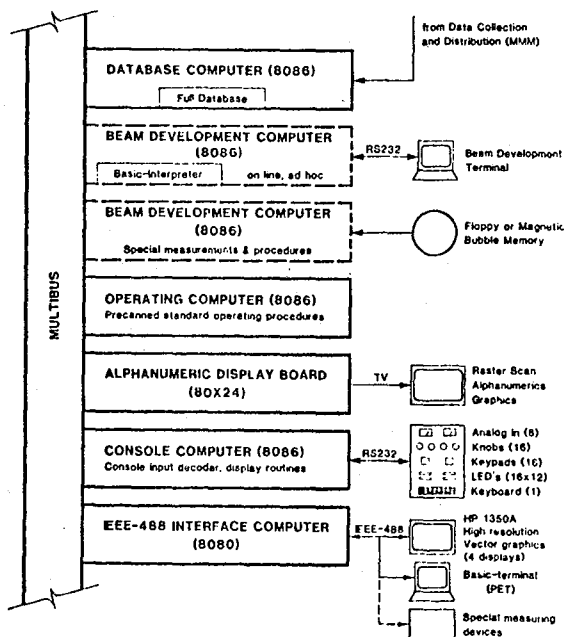 from Data Collection
and Distribution (MMM)
DATABASE COMPUTER (8086)
Full Database
BEAM DEVELOPMENT COMPUTER
(8086)
Basic-Interpreter on line, ad hoc
RS232
Beam Development
Terminal
BEAM DEVELOPMENT COMPUTER
(8086)
Special measurements & procedures
Floppy or Magnetic
Bubble Memory
MULTIBUS
OPERATING COMPUTER (8086)
Precanned standard operating procedures
ALPHANUMERIC DISPLAY BOARD
(80X24)
TV
Raster Scan
Alphanumerics
Graphics
CONSOLE COMPUTER (8086)
Console input decoder, display routines
RS232
Analog in (8)
Knobs (16)
Keypads (16)
LED's (16x12)
Keyboard (1)
IEEE-488 INTERFACE COMPUTER
(8080)
IEEE-488
HP 1350A
High resolution
Vector graphics
(4 displays)
Basic-terminal
(PET)
Special measuring
devices